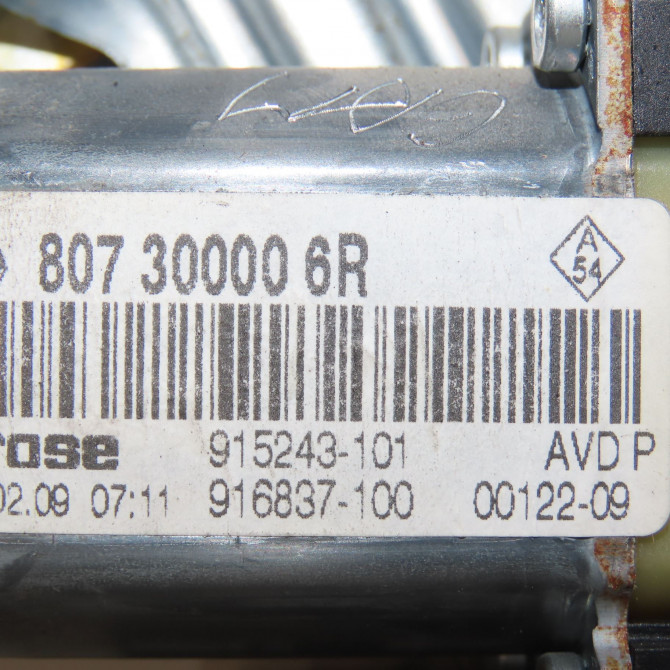 807 30000 6R
A
54
rose 915243-101 AVD P
02.09 07:11 916837-100 00122-09